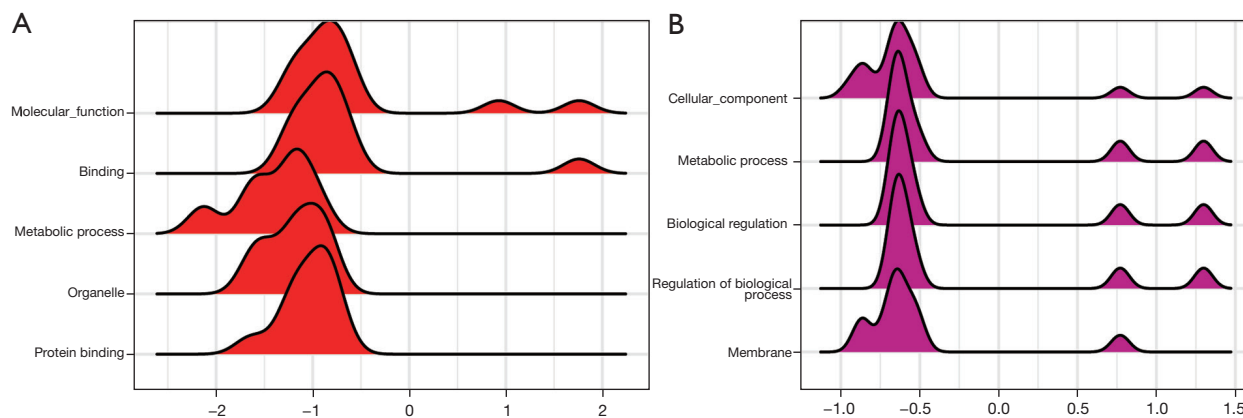 A
Molecular_function
Binding
Metabolic process
Organelle
Protein binding
−2 −1 0 1 2
B
Cellular_component
Metabolic process
Biological regulation
Regulation of biological
process
Membrane
−1.0 −0.5 0.0 0.5 1.0 1.5